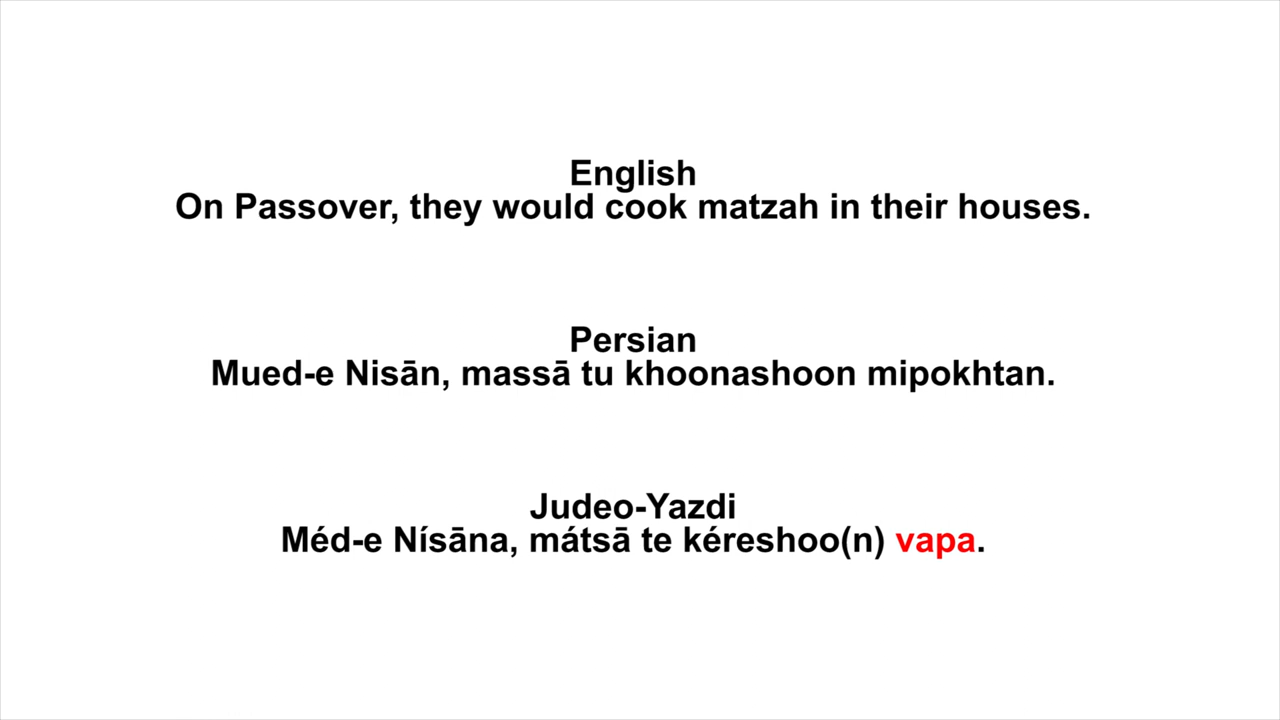 English
On Passover, they would cook matzah in their houses.
Persian
Mued-e Nisān, massā tu khoonashoon mipokhtan.
Judeo-Yazdi
Méd-e Nísāna, mátsā te kéreshoo(n) vapa.